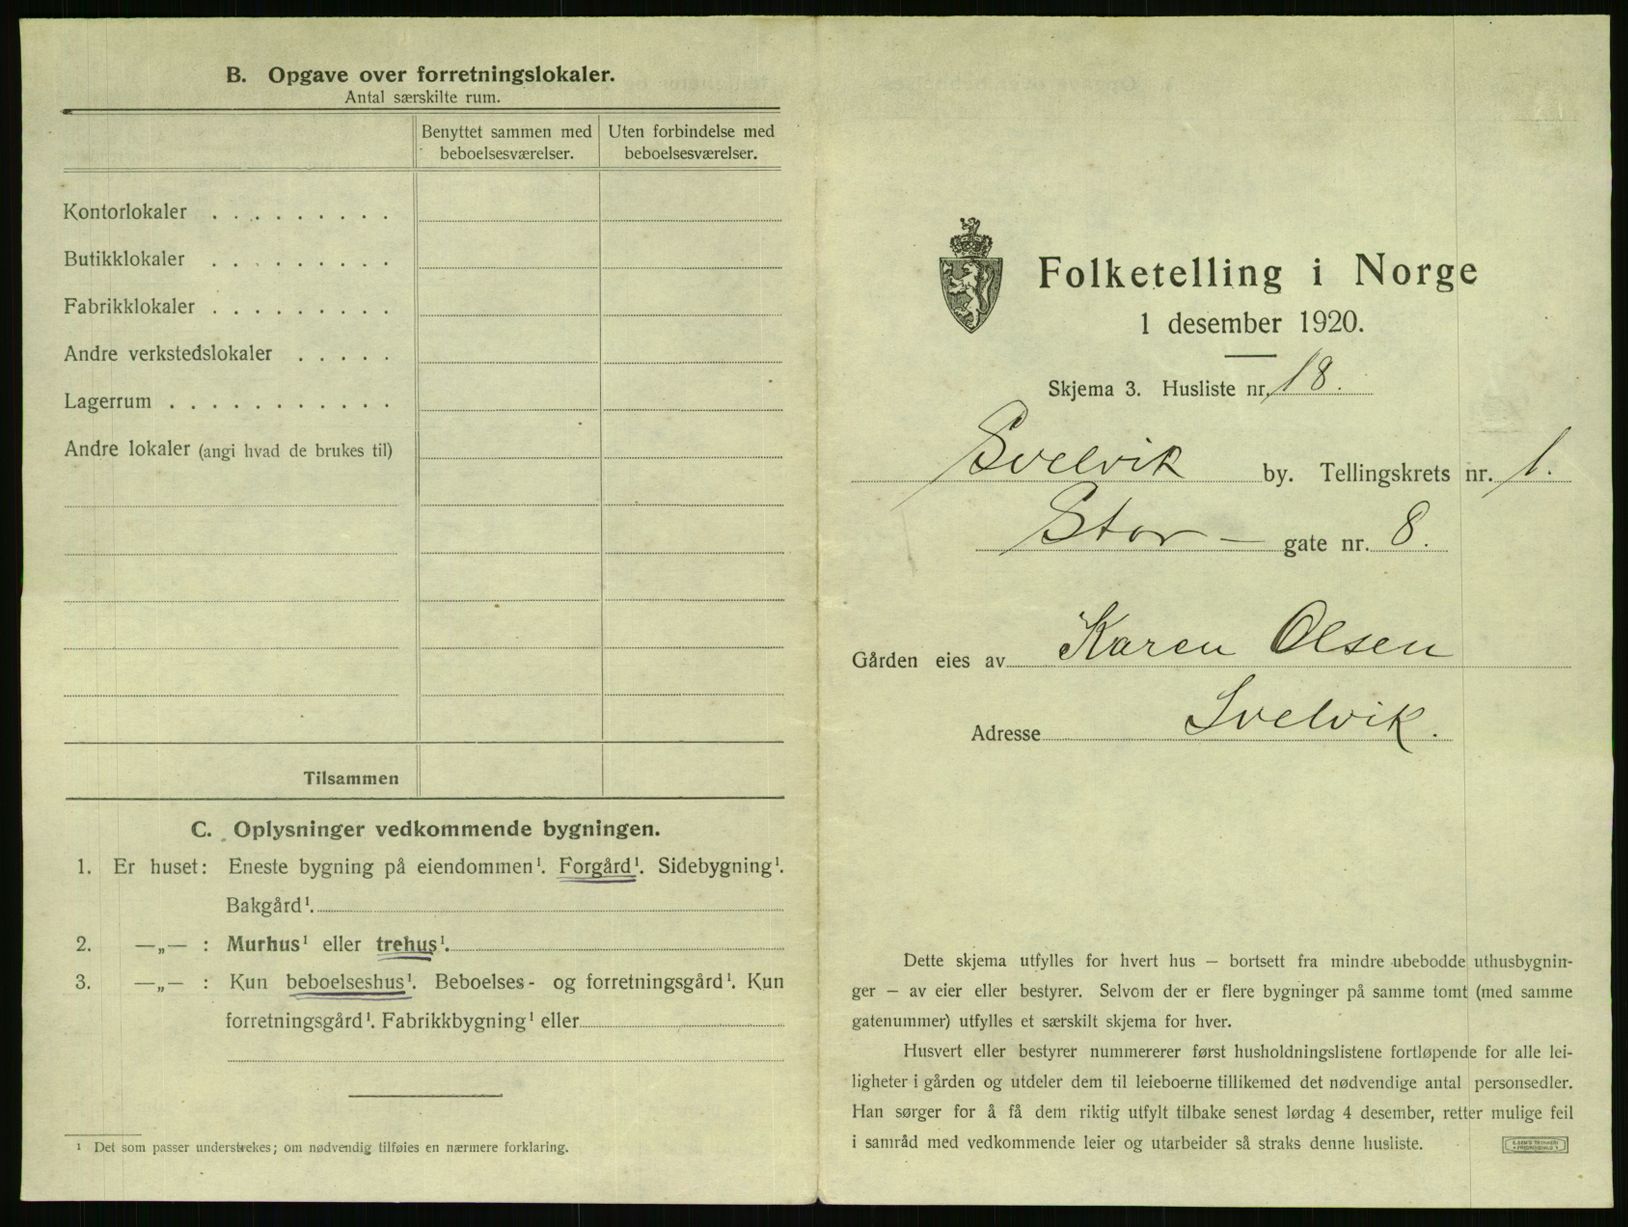 B. Opgave over forretningslokaler.
Antal særskilte rum.
Benyttet sammen med beboelsesværelser.
Uten forbindelse med beboelsesværelser.
Kontorlokaler . . . . . . . . .
Butikklokaler . . . . . . . . .
Fabrikklokaler . . . . . . . . .
Andre verkstedslokaler . . . . .
Lagerrum . . . . . . . . . . .
Andre lokaler (angi hvad de brukes til)
Tilsammen
C. Oplysninger vedkommende bygningen.
1. Er huset: Eneste bygning på eiendommen¹. Forgård¹. Sidebygning¹.
Bakgård¹.
2. —„— : Murhus¹ eller trehus¹.
3. —„— : Kun beboelseshus¹. Beboelses- og forretningsgård¹. Kun
forretningsgård¹. Fabrikkbygning¹ eller
¹ Det som passer understrekes; om nødvendig tilføies en nærmere forklaring.
Folketelling i Norge
1 desember 1920.
Skjema 3. Husliste nr. 18.
Svelvik by. Tellingskrets nr. 1.
Stor — gate nr. 8.
Gården eies av Karen Olsen
Adresse Svelvik.
Dette skjema utfylles for hvert hus — bortsett fra mindre ubebodde uthusbygnin-
ger — av eier eller bestyrer. Selvom der er flere bygninger på samme tomt (med samme
gatenummer) utfylles et særskilt skjema for hver.
Husvert eller bestyrer nummererer først husholdningslistene fortløpende for alle lei-
ligheter i gården og utdeler dem til leieboerne tillikemed det nødvendige antal personsedler.
Han sørger for å få dem riktig utfylt tilbake senest lørdag 4 desember, retter mulige feil
i samråd med vedkommende leier og utarbeider så straks denne husliste.